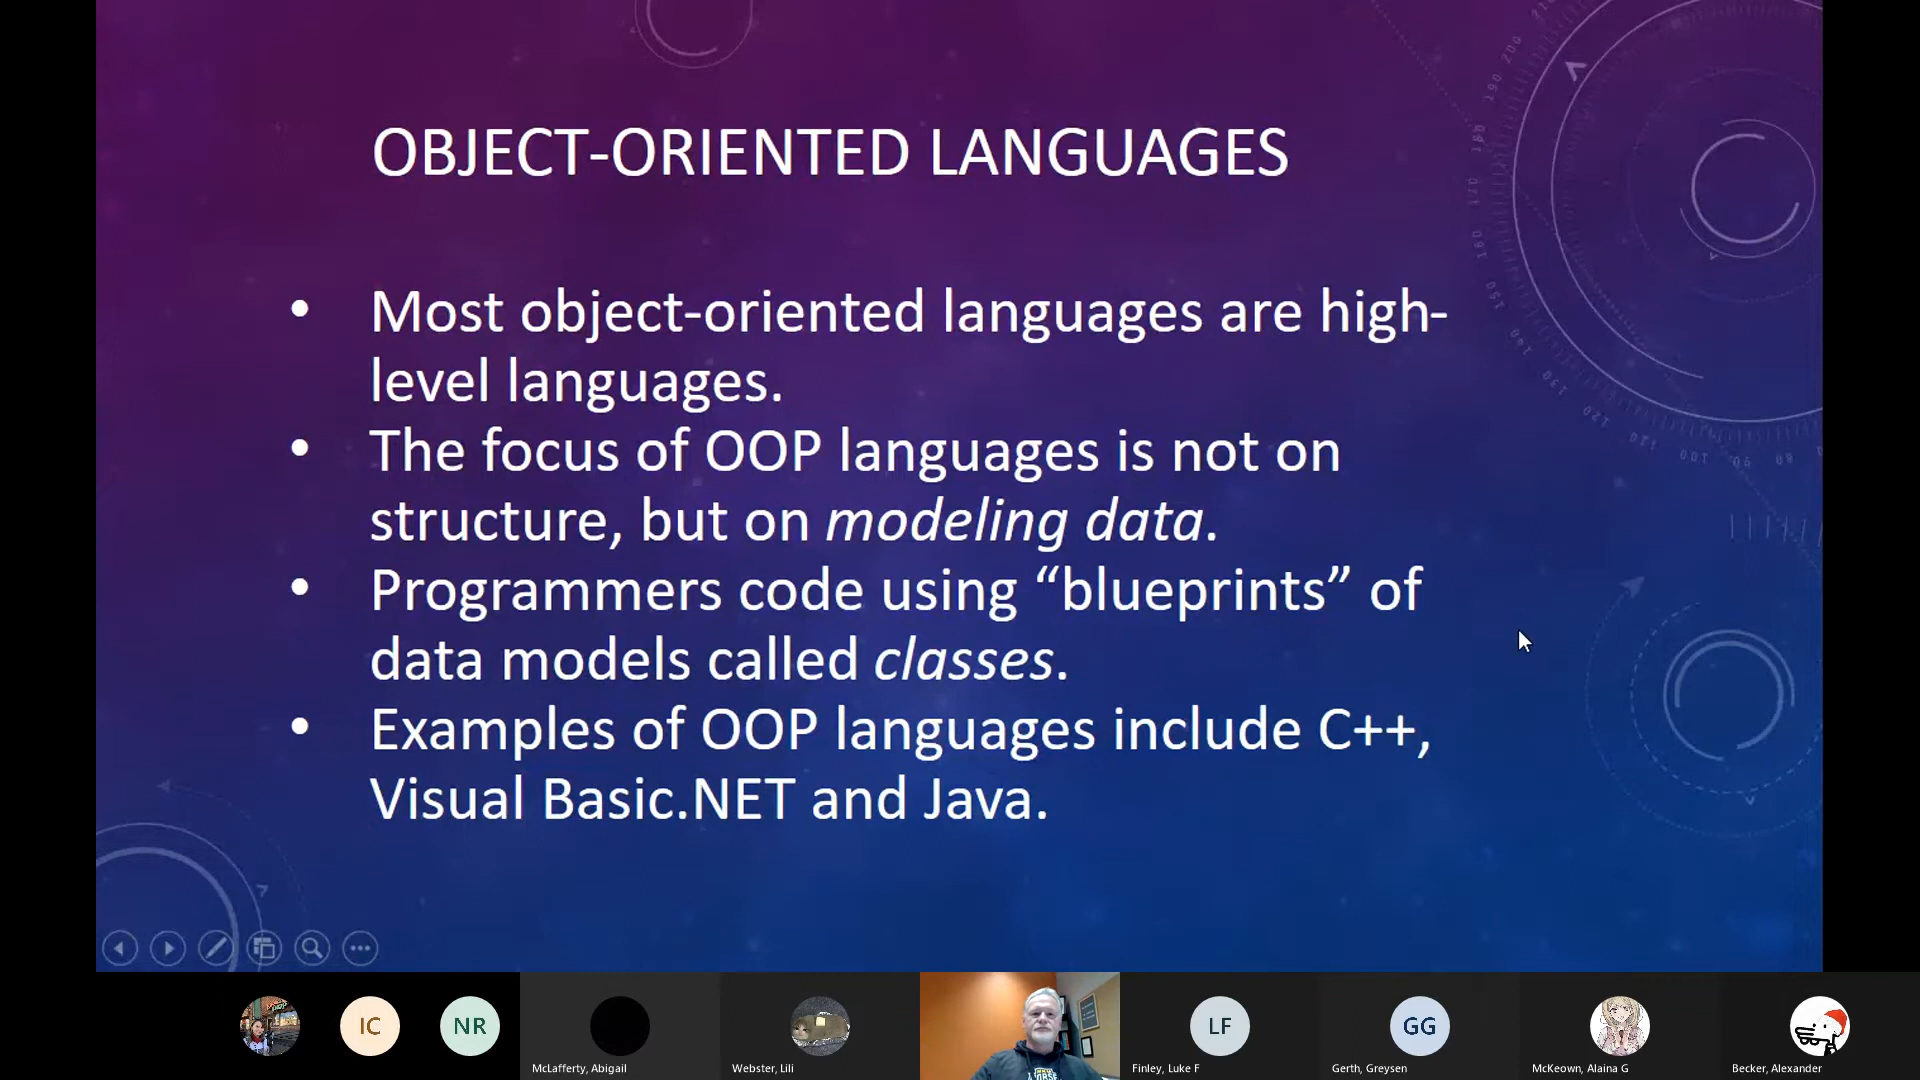 OBJECT-ORIENTED LANGUAGES
• Most object-oriented languages are high-
level languages.
• The focus of OOP languages is not on
structure, but on modeling data.
• Programmers code using “blueprints” of
data models called classes.
• Examples of OOP languages include C++,
Visual Basic.NET and Java.
IC
NR
LF
GG
McLafferty, Abigail
Webster, Lili
Finley, Luke F
Gerth, Greysen
McKeown, Alaina G
Becker, Alexander